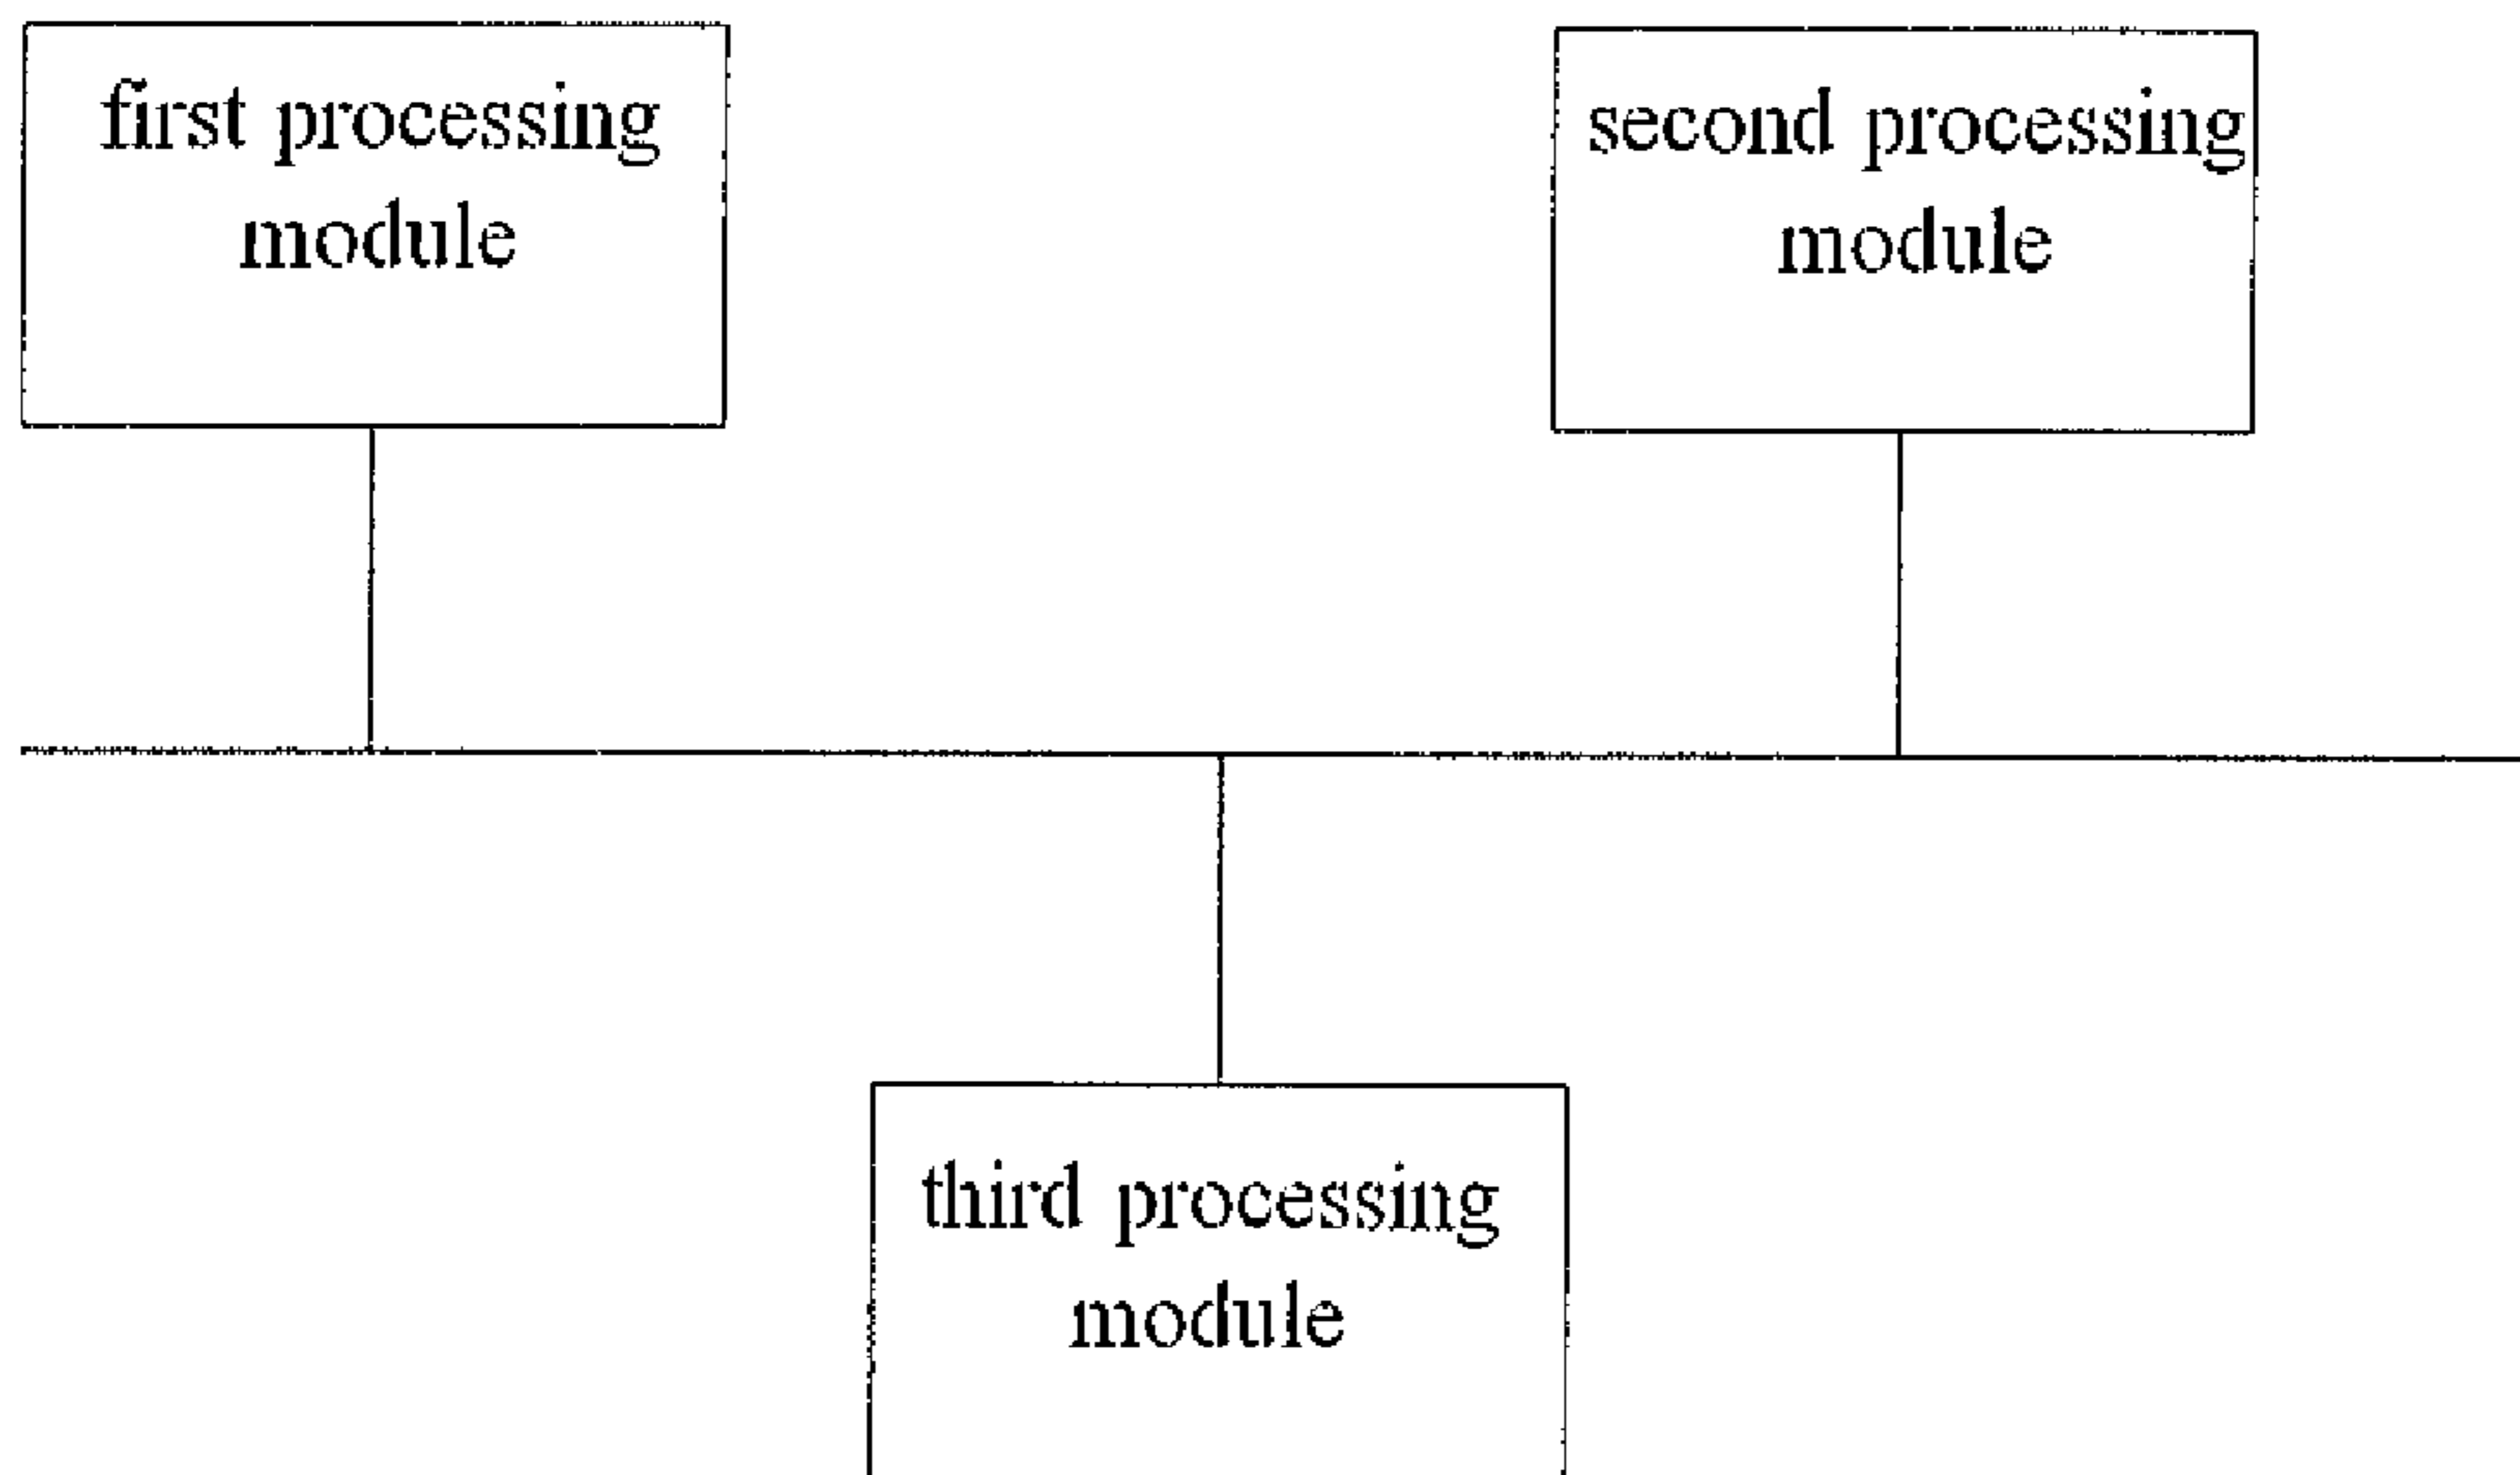 first processing
module
second processing
module
third processing
module